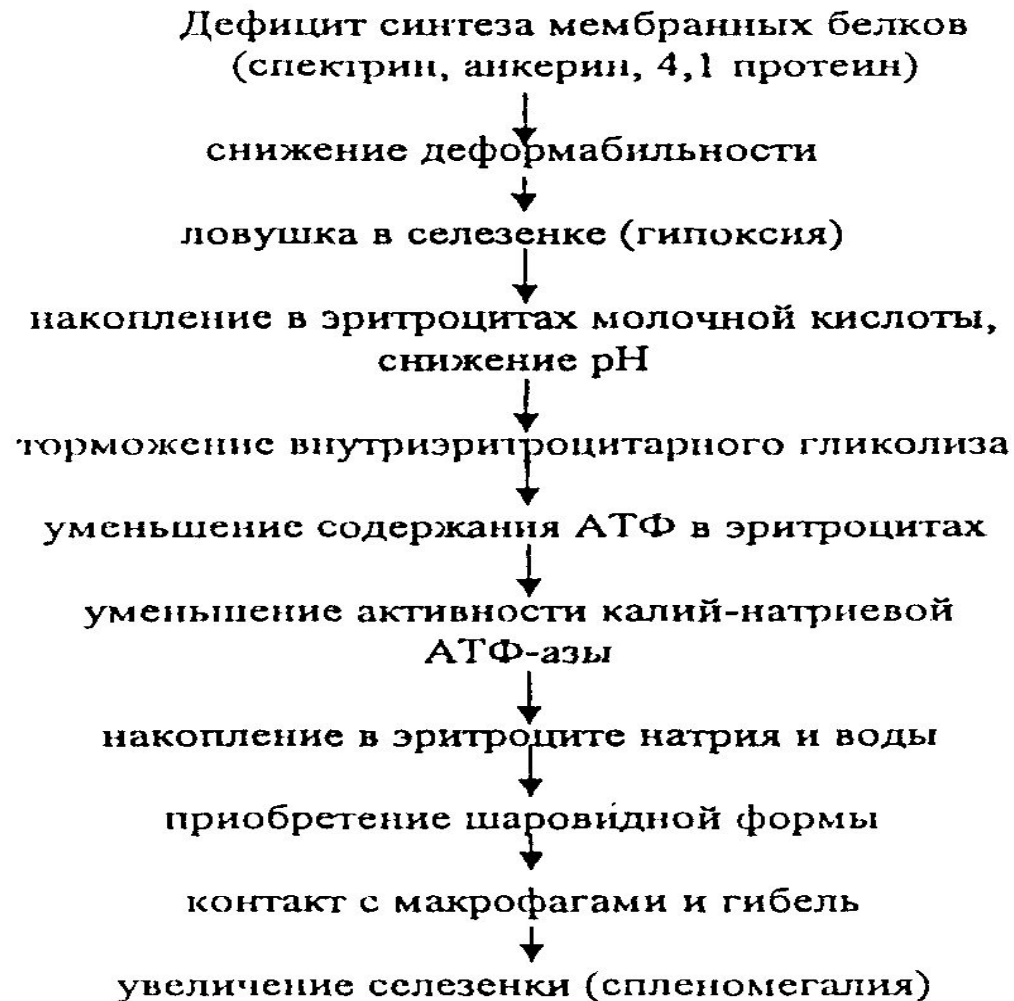 Дефицит синтеза мембранных белков
(спектрин, анкерин, 4,1 протеин)
снижение деформабильности
ловушка в селезенке (гипоксия)
накопление в эритроцитах молочной кислоты,
снижение рН
торможение внутриэритроцитарного гликолиза
уменьшение содержания АТФ в эритроцитах
уменьшение активности калий-натриевой
АТФ-азы
накопление в эритроците натрия и воды
приобретение шаровидной формы
контакт с макрофагами и гибель
увеличение селезенки (спленомегалия)